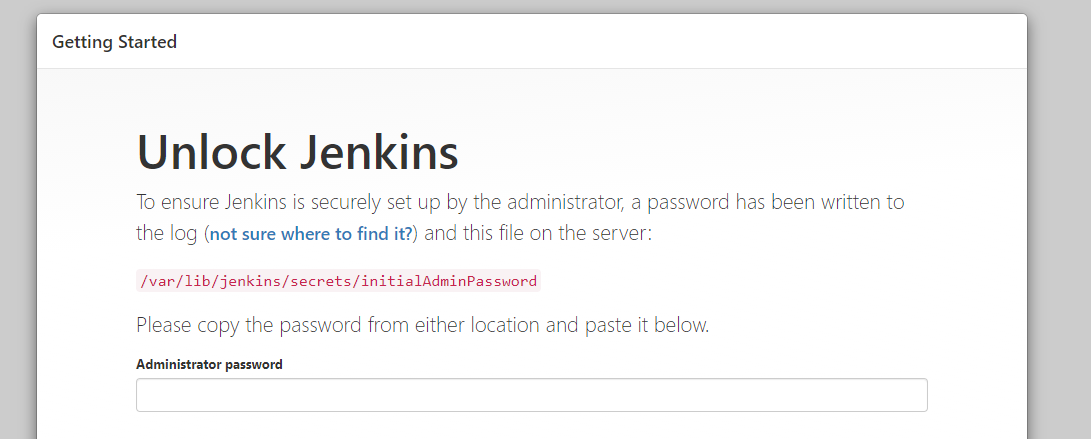 Getting Started
Unlock Jenkins
To ensure Jenkins is securely set up by the administrator, a password has been written to
the log (not sure where to find it?) and this file on the server:
/var/lib/jenkins/secrets/initialAdminPassword
Please copy the password from either location and paste it below.
Administrator password